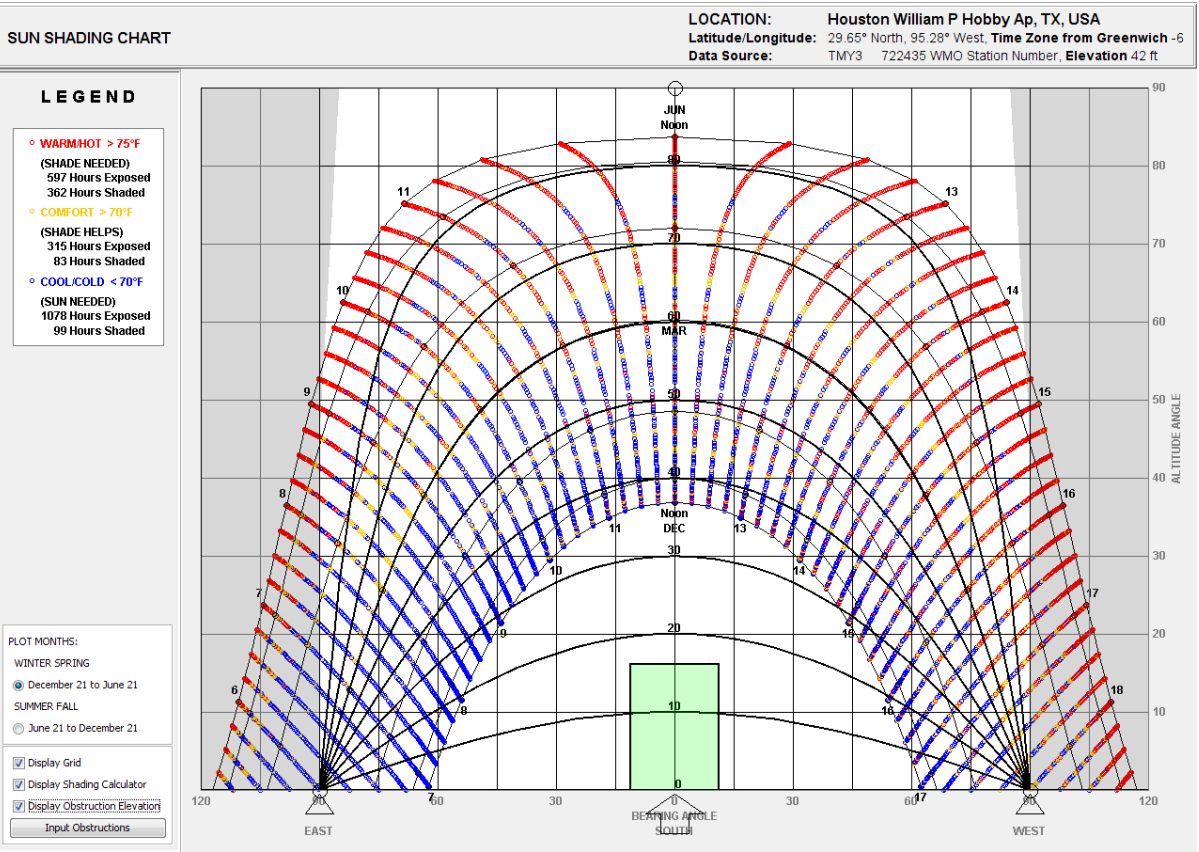 SUN SHADING CHART
LOCATION: Houston William P Hobby Ap, TX, USA
Latitude/Longitude: 29.65° North, 95.28° West, Time Zone from Greenwich -6
Data Source: TMY3 722435 WMO Station Number, Elevation 42 ft
LEGEND
WARM/HOT > 75°F
(SHADE NEEDED)
597 Hours Exposed
362 Hours Shaded
COMFORT > 70°F
(SHADE HELPS)
315 Hours Exposed
83 Hours Shaded
COOL/COLD < 70°F
(SUN NEEDED)
1078 Hours Exposed
99 Hours Shaded
PLOT MONTHS:
WINTER SPRING
December 21 to June 21
SUMMER FALL
June 21 to December 21
Display Grid
Display Shading Calculator
Display Obstruction Elevation
Input Obstructions
90
JUN
Noon
80 80
11 13
70 70
10 14
60 60
MAR
9 15
50 50
ALTITUDE ANGLE
8 16
40 40
Noon
DEC
11 13
30 30
10 14
7 17
9 15
20 20
6 18
8 16
10 10
0
7 17
120 90 60 30 0 30 60 90 120
BEARING ANGLE
EAST SOUTH WEST